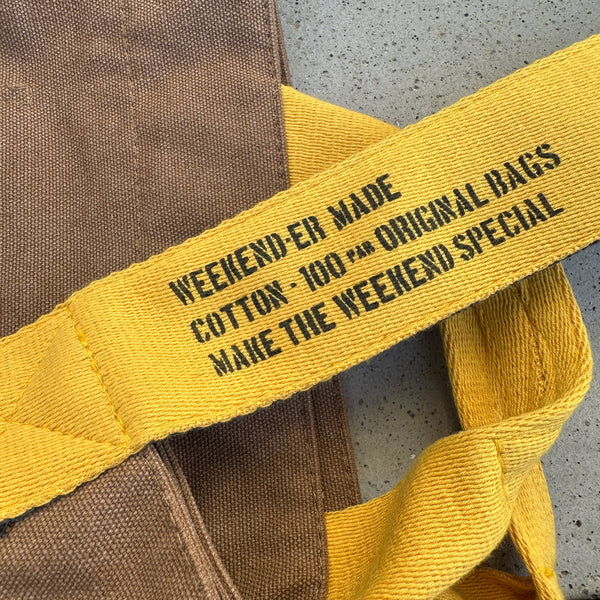 WEEKEND-ER MADE
COTTON - 100 PAR ORIGINAL BAGS
MAKE THE WEEKEND SPECIAL